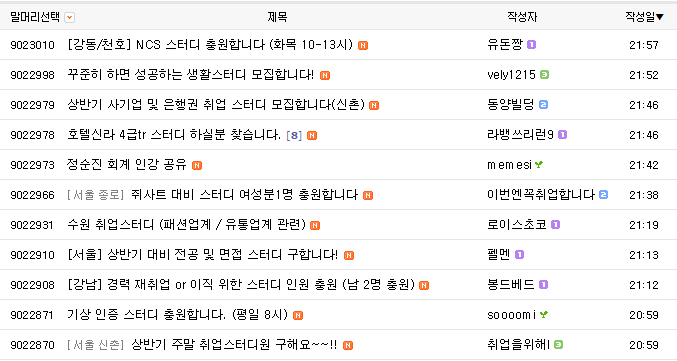 말머리선택 제목 작성자 작성일▼
9023010 [강동/천호] NCS 스터디 충원합니다 (화목 10-13시) N 유돈짱 1 21:57
9022998 꾸준히 하면 성공하는 생활스터디 모집합니다! N vely1215 3 21:52
9022979 상반기 사기업 및 은행권 취업 스터디 모집합니다(신촌) N 동양빌덩 2 21:46
9022978 호텔신라 4급tr 스터디 하실분 찾습니다. [8] N 라뱅쓰리런9 1 21:46
9022973 정순진 회계 인강 공유 N memesi 21:42
9022966 [서울 종로] 쥐사트 대비 스터디 여성분1명 충원합니다 N 이번엔꼭취업합니다 2 21:38
9022931 수원 취업스터디 (패션업계 / 유통업계 관련) N 로이스초코 1 21:19
9022910 [서울] 상반기 대비 전공 및 면접 스터디 구합니다! N 펠멘 1 21:13
9022908 [강남] 경력 재취업 or 이직 위한 스터디 인원 충원 (남 2명 충원) N 봉드베드 1 21:12
9022871 기상 인증 스터디 충원합니다. (평일 8시) N soooomi 20:59
9022870 [서울 신촌] 상반기 주말 취업스터디원 구해요~~!! N 취업을위해! 3 20:59